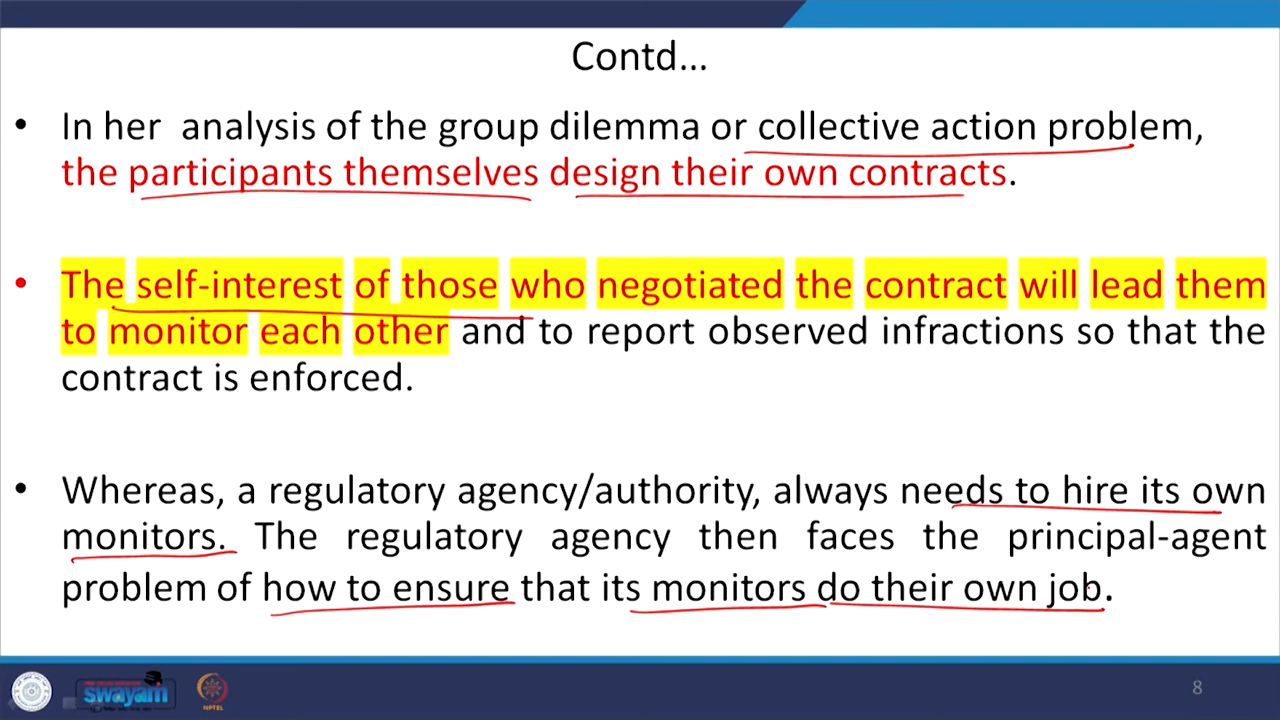 Contd...
• In her analysis of the group dilemma or collective action problem,
the participants themselves design their own contracts.
• The self-interest of those who negotiated the contract will lead them
to monitor each other and to report observed infractions so that the
contract is enforced.
• Whereas, a regulatory agency/authority, always needs to hire its own
monitors. The regulatory agency then faces the principal-agent
problem of how to ensure that its monitors do their own job.
swayam
NPTEL
8